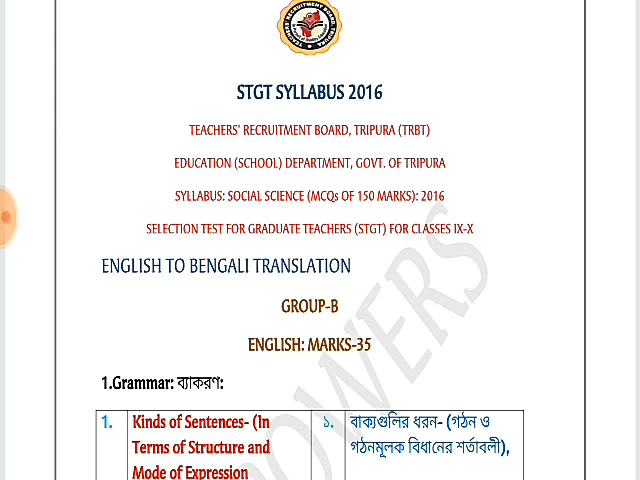 STGT SYLLABUS 2016
TEACHERS' RECRUITMENT BOARD, TRIPURA (TRBT)
EDUCATION (SCHOOL) DEPARTMENT, GOVT. OF TRIPURA
SYLLABUS: SOCIAL SCIENCE (MCQs OF 150 MARKS): 2016
SELECTION TEST FOR GRADUATE TEACHERS (STGT) FOR CLASSES IX-X
ENGLISH TO BENGALI TRANSLATION
GROUP-B
ENGLISH: MARKS-35
1.Grammar: ব্যাকরণ:
1. Kinds of Sentences- (In ১. বাক্যগুলির ধরন- (গঠন ও
Terms of Structure and গঠনমূলক বিধানের শর্তাবলী),
Mode of Expression
POWERS